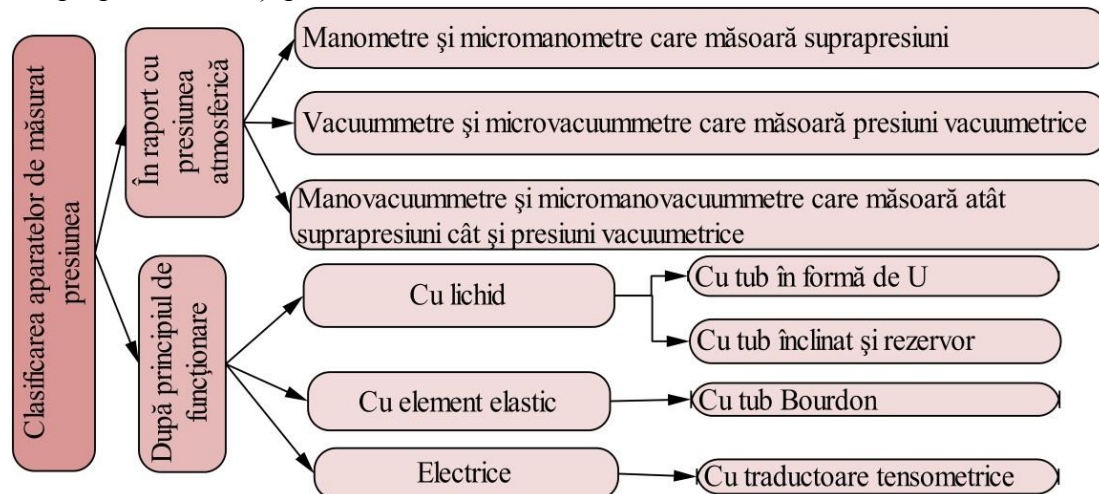 Clasificarea aparatelor de măsurat
presiunea
În raport cu
presiunea
atmosferică
Manometre şi micromanometre care măsoară suprapresiuni
Vacuummetre şi microvacuummetre care măsoară presiuni vacuumetrice
Manovacuummetre şi micromanovacuummetre care măsoară atât
suprapresiuni cât şi presiuni vacuumetrice
După principiul de
funcţionare
Cu lichid
Cu tub în formă de U
Cu tub înclinat şi rezervor
Cu element elastic
Cu tub Bourdon
Electrice
Cu traductoare tensometrice